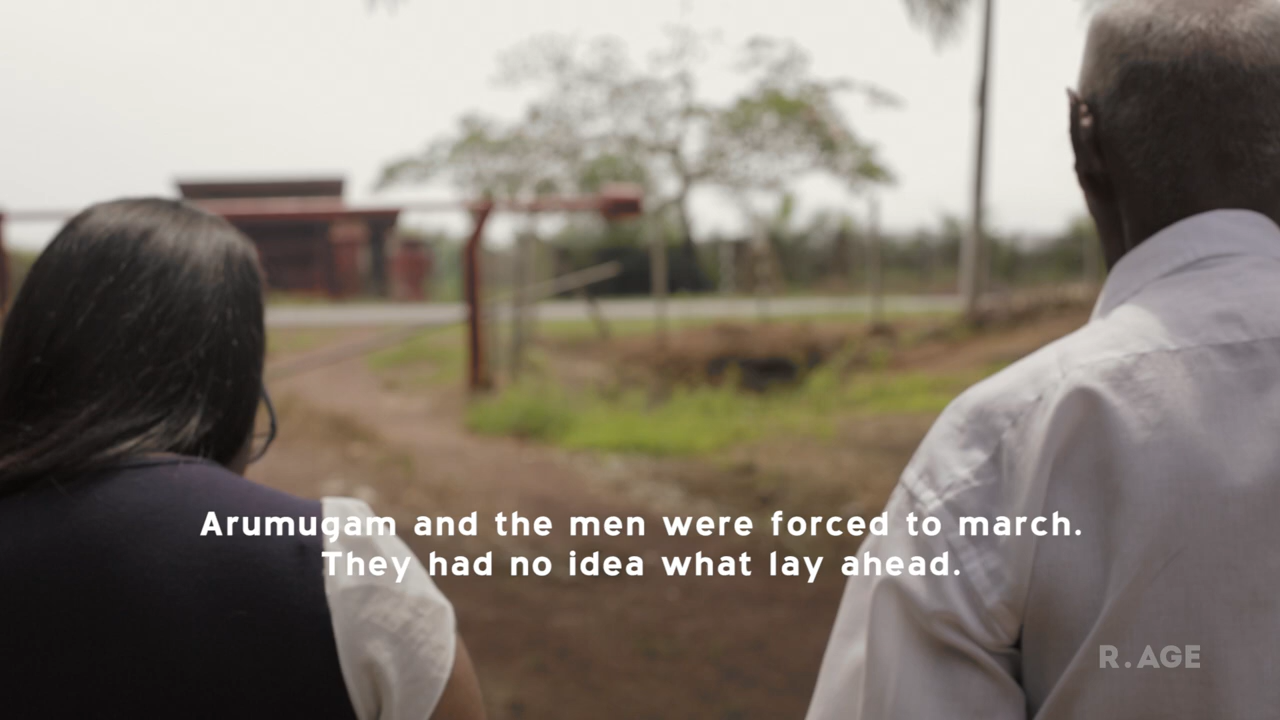 Arumugam and the men were forced to march.
They had no idea what lay ahead.
R.AGE